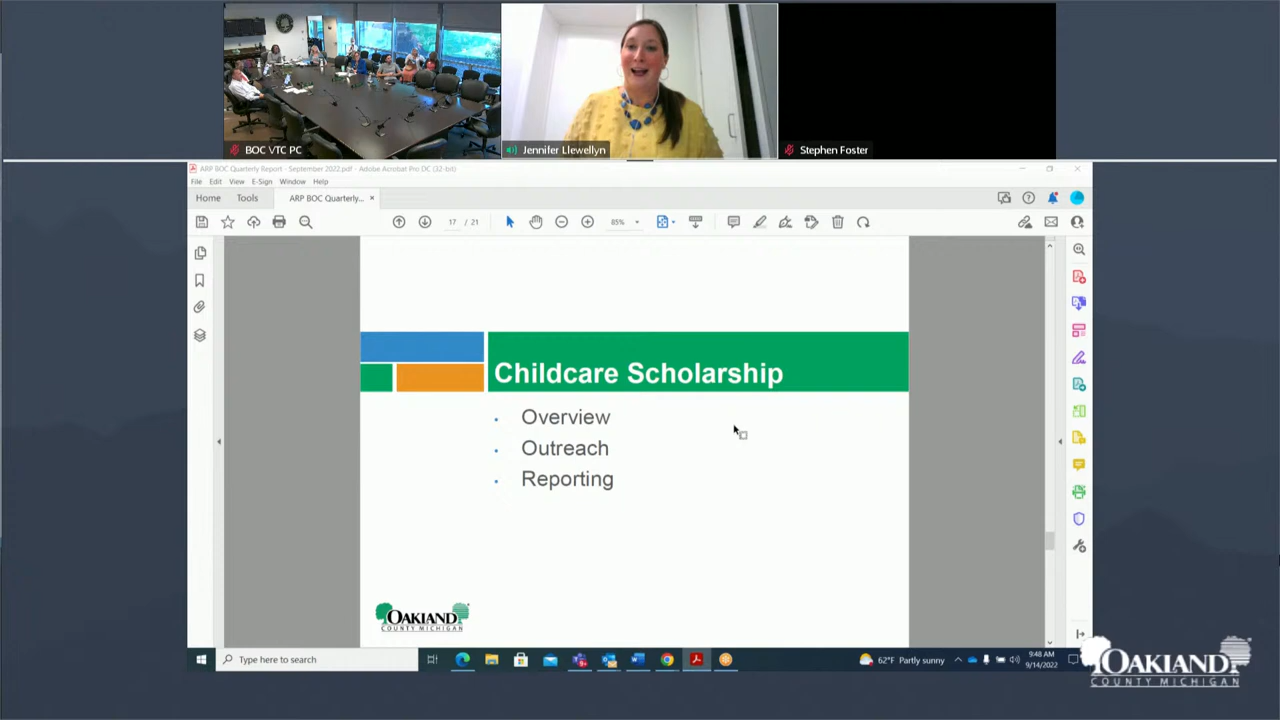 BOC VTC PC
Jennifer Llewellyn
Stephen Foster
ARP BOC Quarterly Report - September 2022.pdf - Adobe Acrobat Pro DC (32-bit)
File Edit View E-Sign Window Help
Home Tools ARP BOC Quarterly... ×
17 / 21 85%
Childcare Scholarship
• Overview
• Outreach
• Reporting
OAKLAND
COUNTY MICHIGAN
Type here to search
62°F Partly sunny
9:48 AM
9/14/2022
OAKLAND
COUNTY MICHIGAN